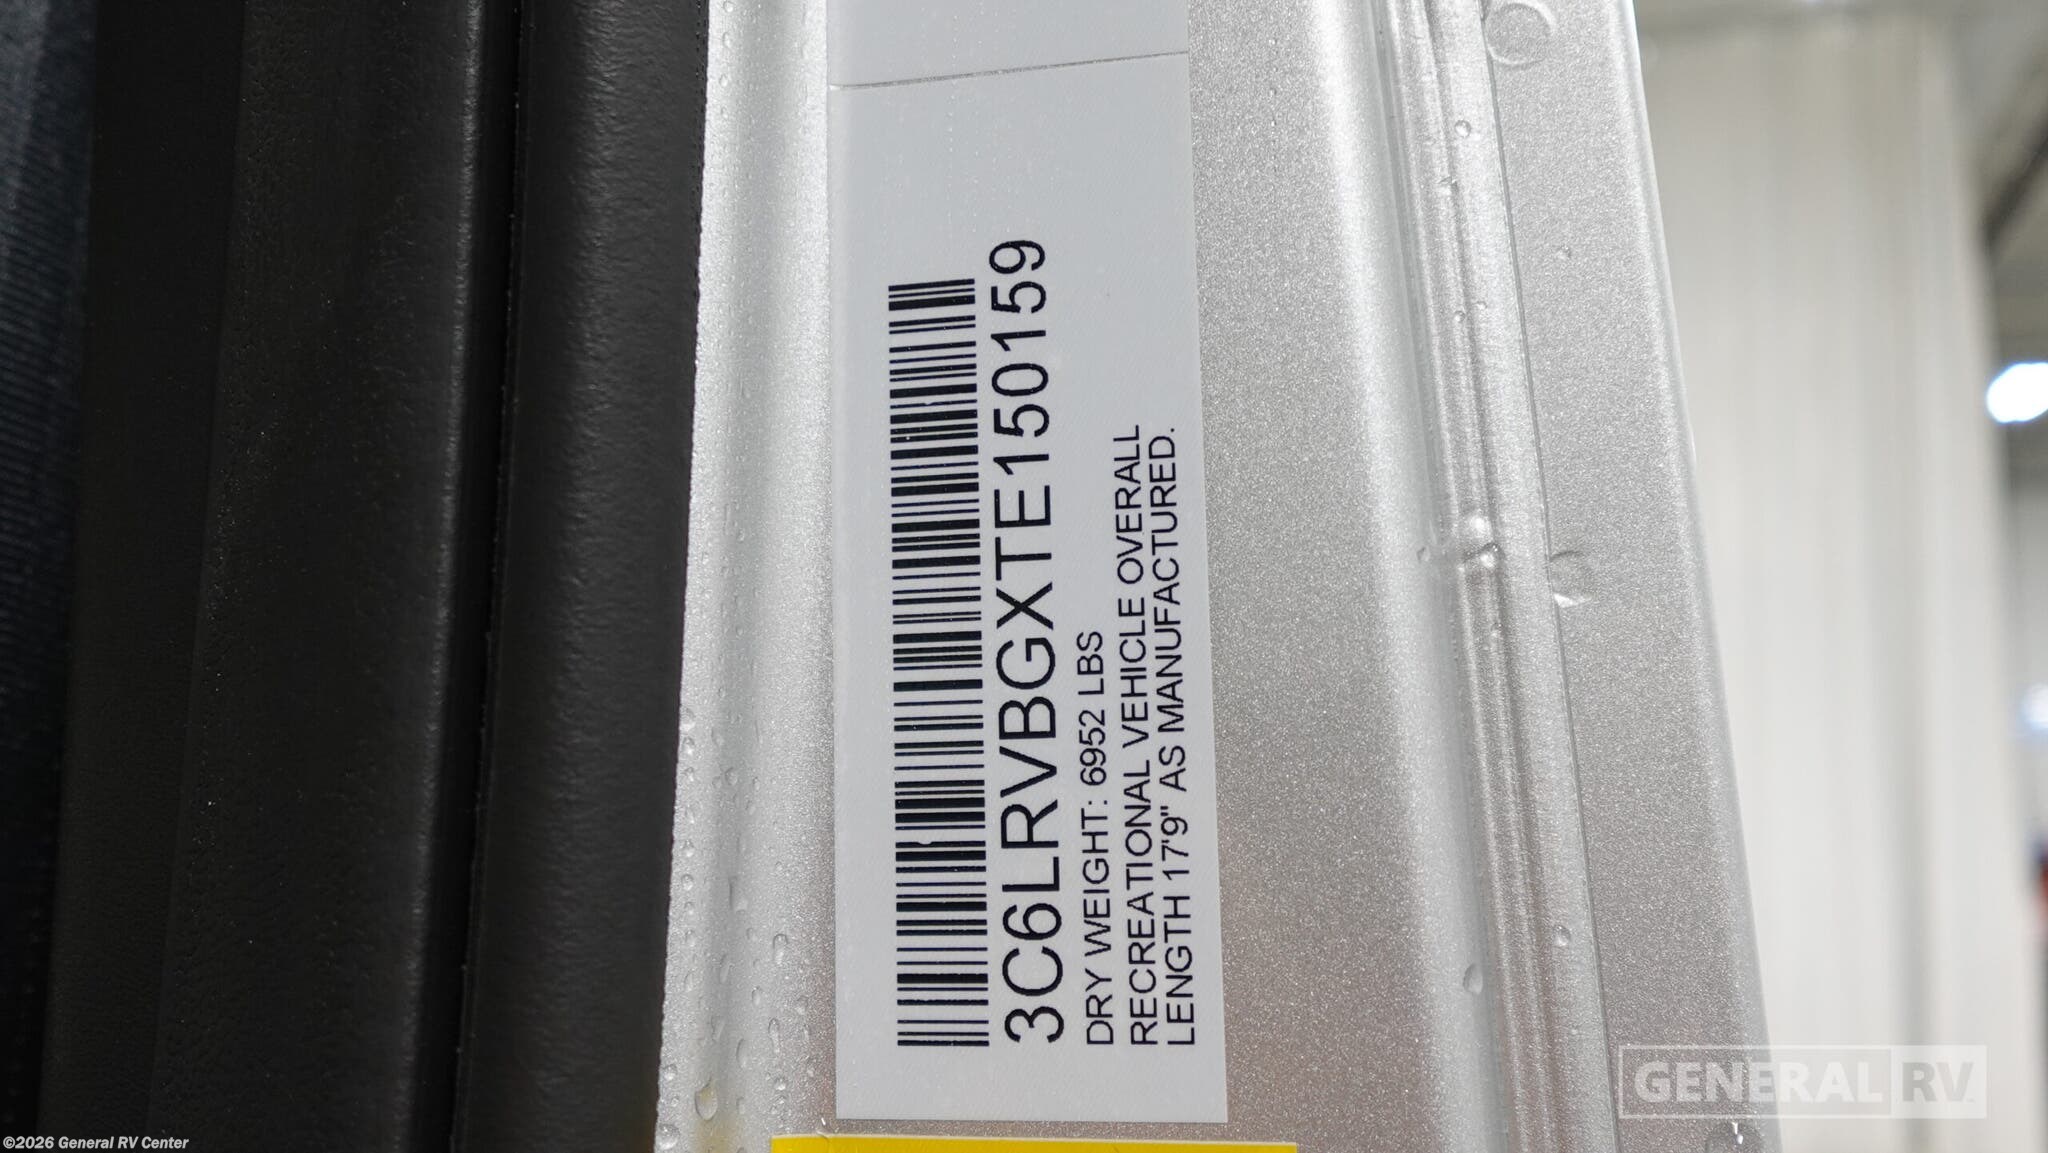 3C6LRVBGXTE150159
DRY WEIGHT: 6952 LBS
RECREATIONAL VEHICLE OVERALL
LENGTH 17'9" AS MANUFACTURED.
GENERAL RV
©2026 General RV Center